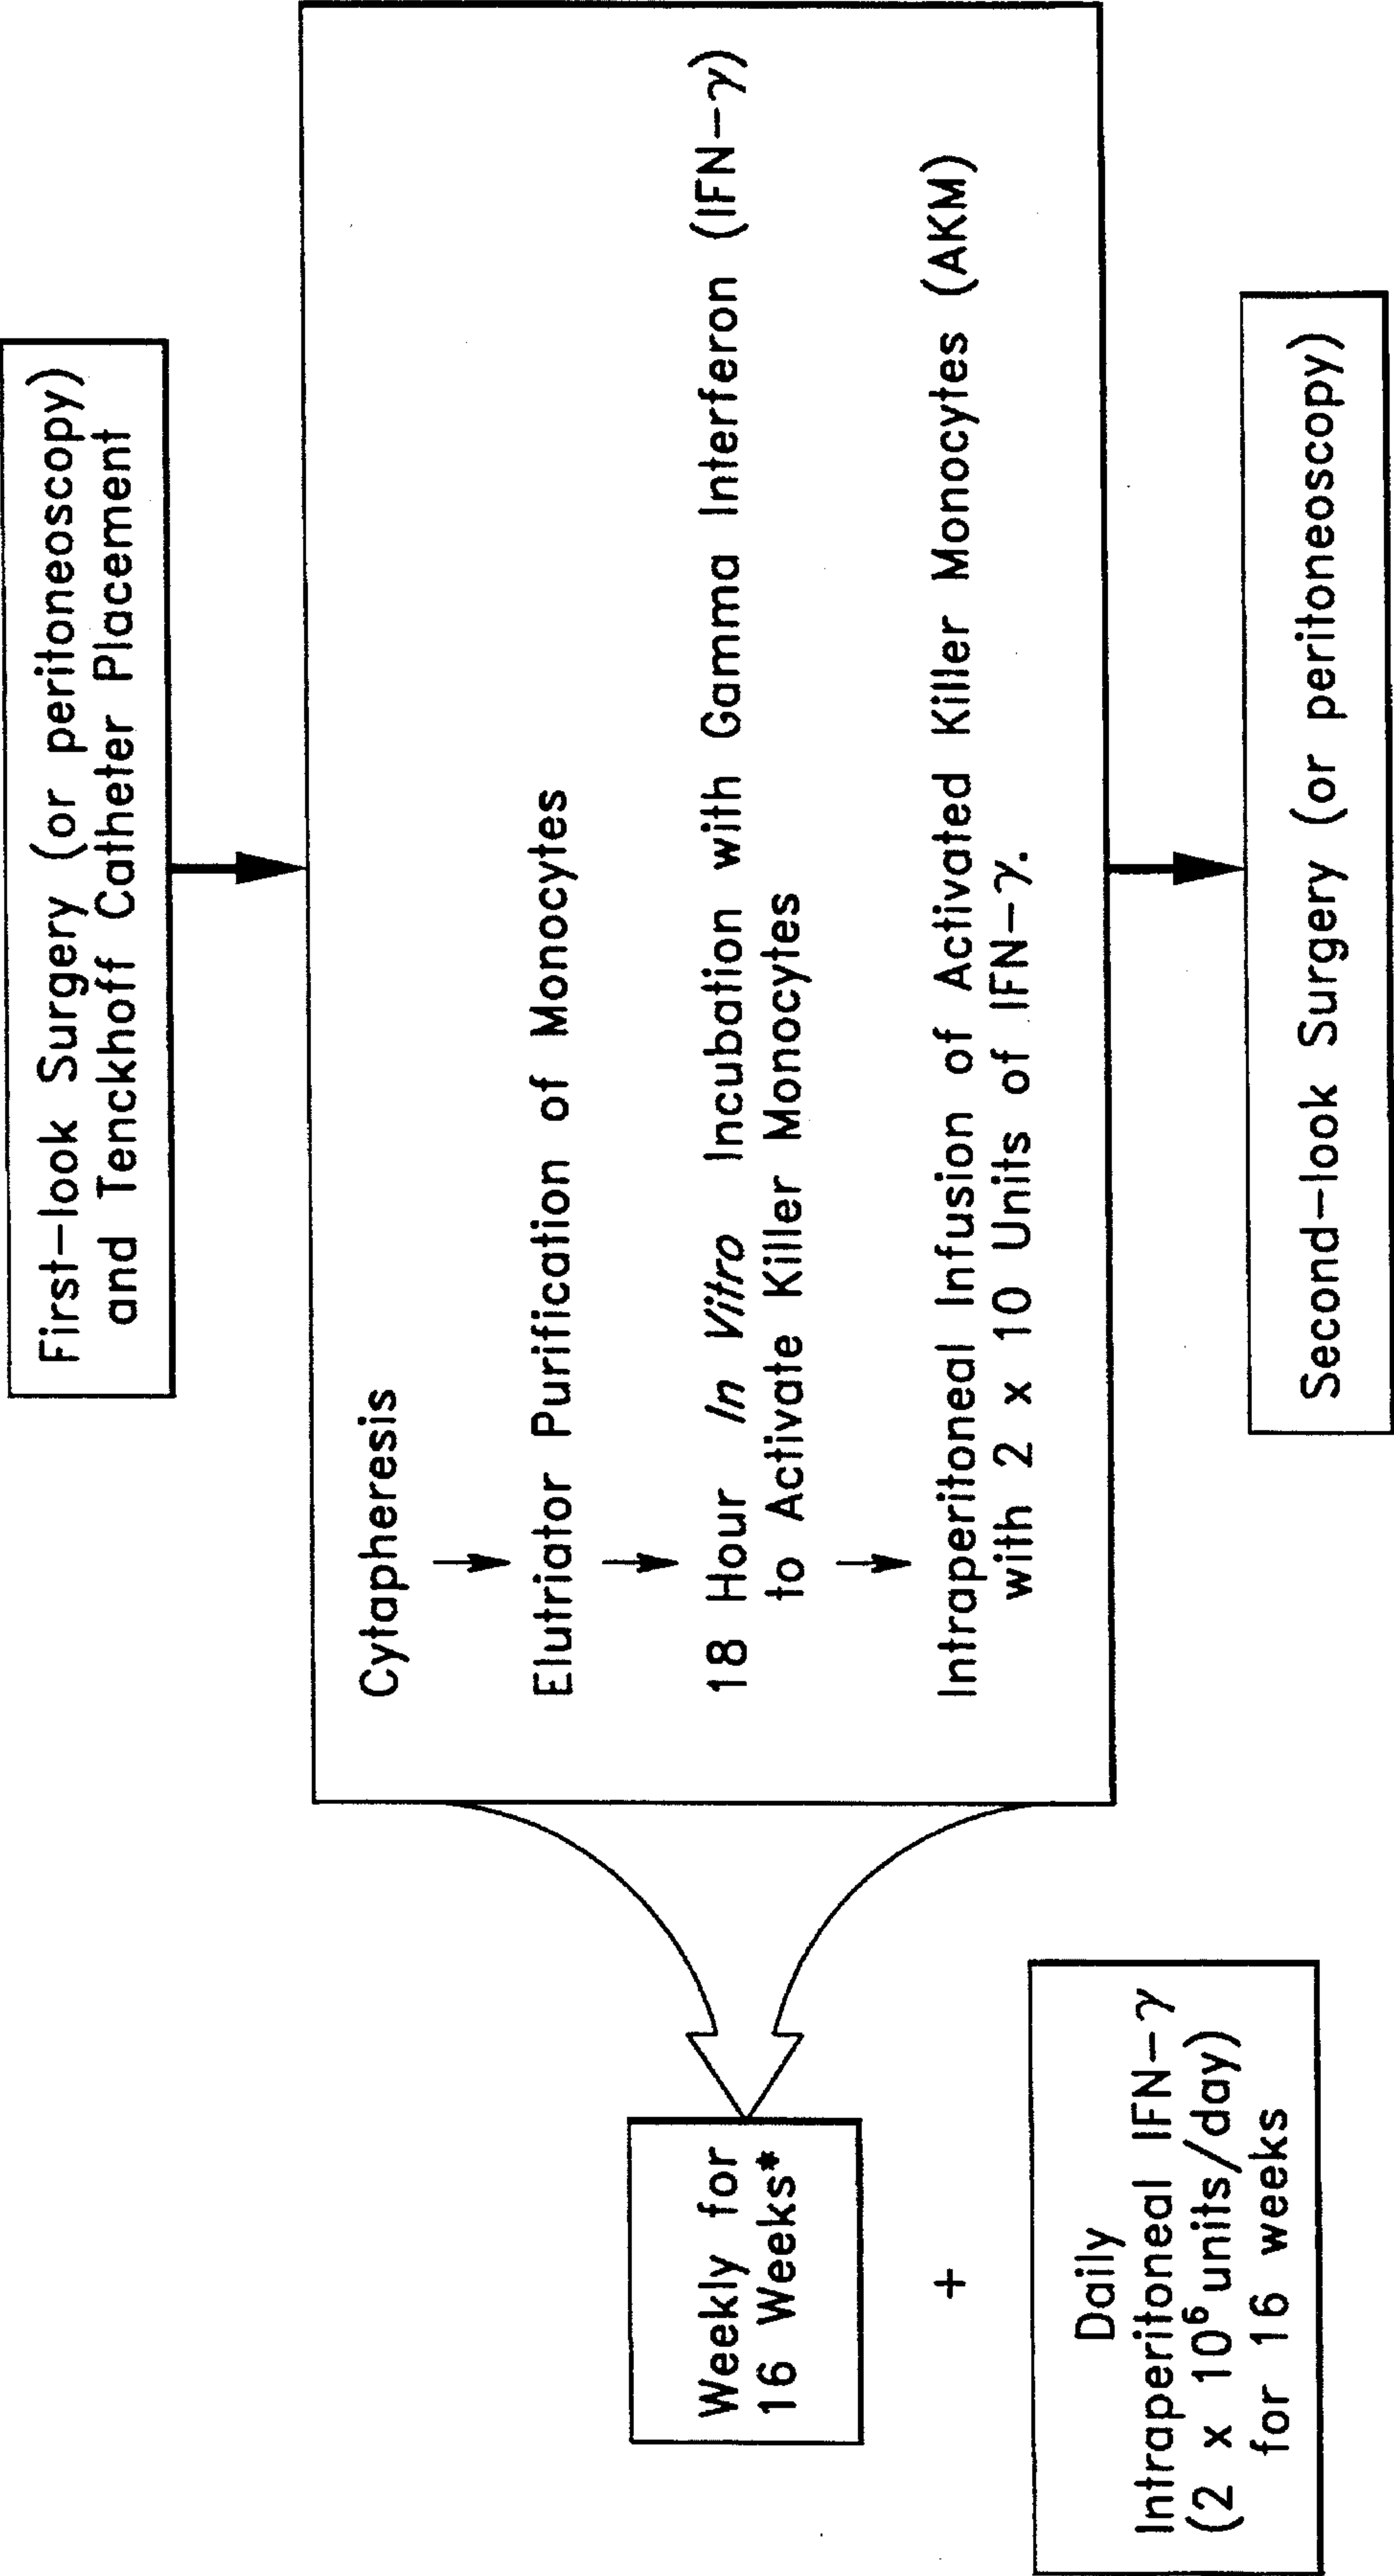 First-look Surgery (or peritoneoscopy)
and Tenckhoff Catheter Placement
Cytapheresis
Elutriator Purification of Monocytes
18 Hour In Vitro Incubation with Gamma Interferon (IFN-γ)
to Activate Killer Monocytes
Intraperitoneal Infusion of Activated Killer Monocytes (AKM)
with 2 x 10 Units of IFN-γ.
Weekly for
16 Weeks*
+
Daily
Intraperitoneal IFN-γ
(2 x 10⁶ units/day)
for 16 weeks
Second-look Surgery (or peritoneoscopy)